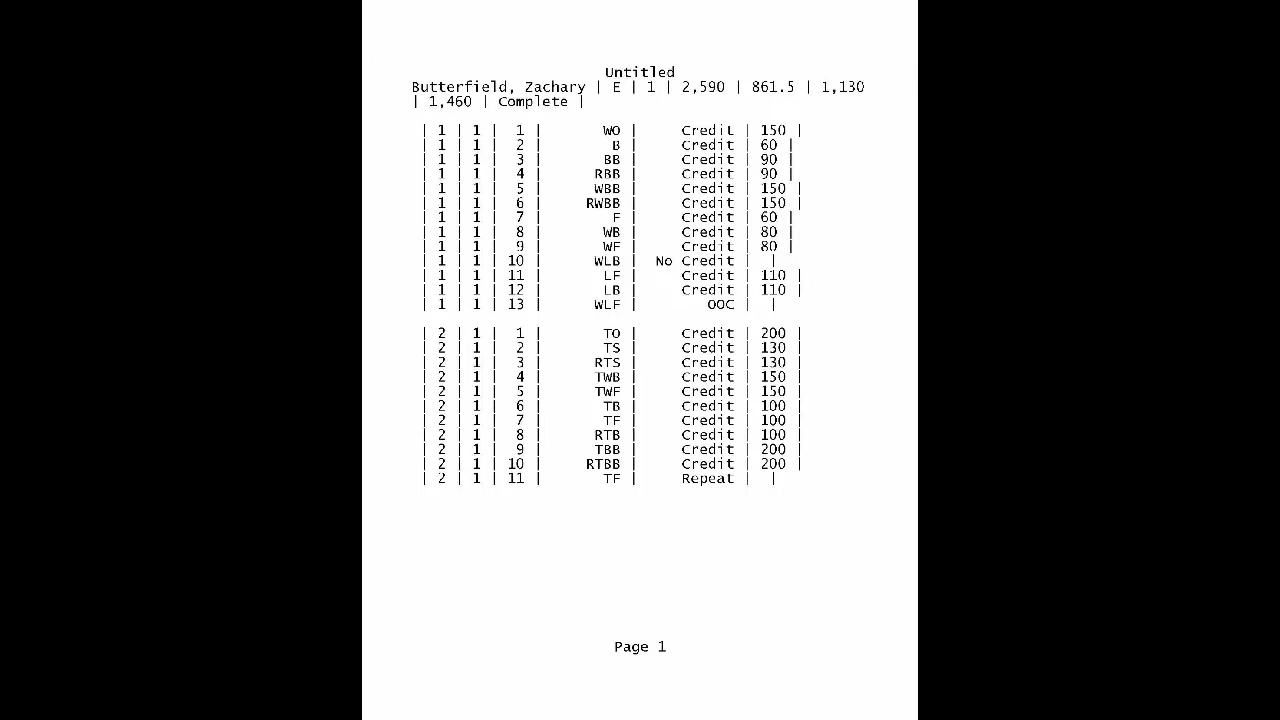 Untitled
Butterfield, Zachary | E | 1 | 2,590 | 861.5 | 1,130
| 1,460 | Complete |
| 1 | 1 | 1 | WO | Credit | 150 |
| 1 | 1 | 2 | B | Credit | 60 |
| 1 | 1 | 3 | BB | Credit | 90 |
| 1 | 1 | 4 | RBB | Credit | 90 |
| 1 | 1 | 5 | WBB | Credit | 150 |
| 1 | 1 | 6 | RWBB | Credit | 150 |
| 1 | 1 | 7 | F | Credit | 60 |
| 1 | 1 | 8 | WB | Credit | 80 |
| 1 | 1 | 9 | WF | Credit | 80 |
| 1 | 1 | 10 | WLB | No Credit | |
| 1 | 1 | 11 | LF | Credit | 110 |
| 1 | 1 | 12 | LB | Credit | 110 |
| 1 | 1 | 13 | WLF | OOC | |
| 2 | 1 | 1 | TO | Credit | 200 |
| 2 | 1 | 2 | TS | Credit | 130 |
| 2 | 1 | 3 | RTS | Credit | 130 |
| 2 | 1 | 4 | TWB | Credit | 150 |
| 2 | 1 | 5 | TWF | Credit | 150 |
| 2 | 1 | 6 | TB | Credit | 100 |
| 2 | 1 | 7 | TF | Credit | 100 |
| 2 | 1 | 8 | RTB | Credit | 100 |
| 2 | 1 | 9 | TBB | Credit | 200 |
| 2 | 1 | 10 | RTBB | Credit | 200 |
| 2 | 1 | 11 | TF | Repeat | |
Page 1